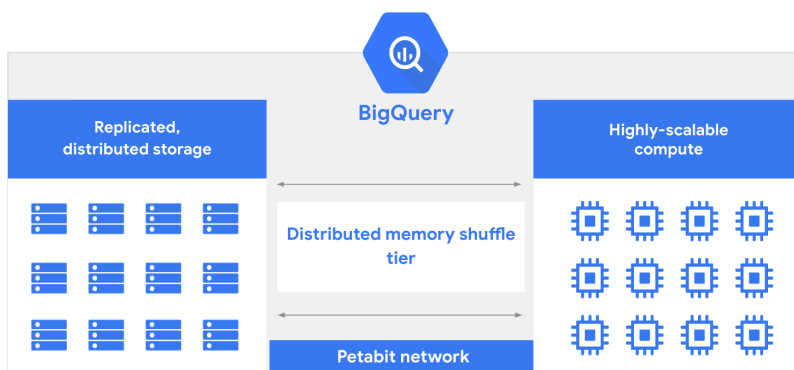 BigQuery
Replicated,
distributed storage
Highly-scalable
compute
Distributed memory shuffle
tier
Petabit network